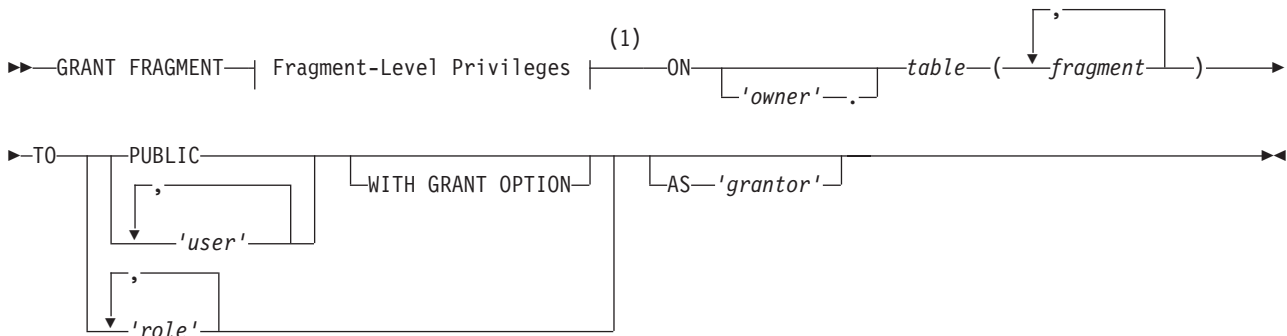 ,
(1)
GRANT FRAGMENT Fragment-Level Privileges ON table ( fragment )
'owner' .
TO PUBLIC
WITH GRANT OPTION AS 'grantor'
,
'user'
,
'role'